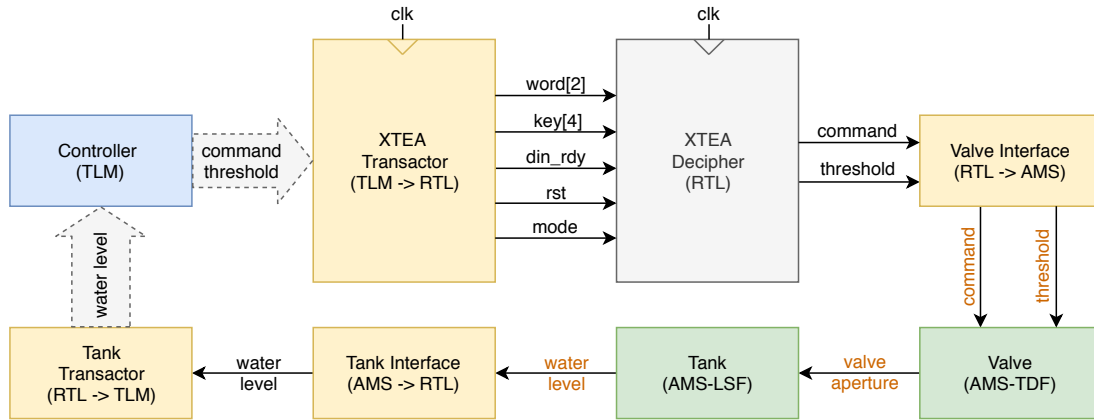 clk
clk
Controller
(TLM)
command
threshold
XTEA
Transactor
(TLM -> RTL)
word[2]
key[4]
din_rdy
rst
mode
XTEA
Decipher
(RTL)
command
threshold
Valve Interface
(RTL -> AMS)
water level
command
threshold
Tank
Transactor
(RTL -> TLM)
water
level
Tank Interface
(AMS -> RTL)
water
level
Tank
(AMS-LSF)
valve
aperture
Valve
(AMS-TDF)